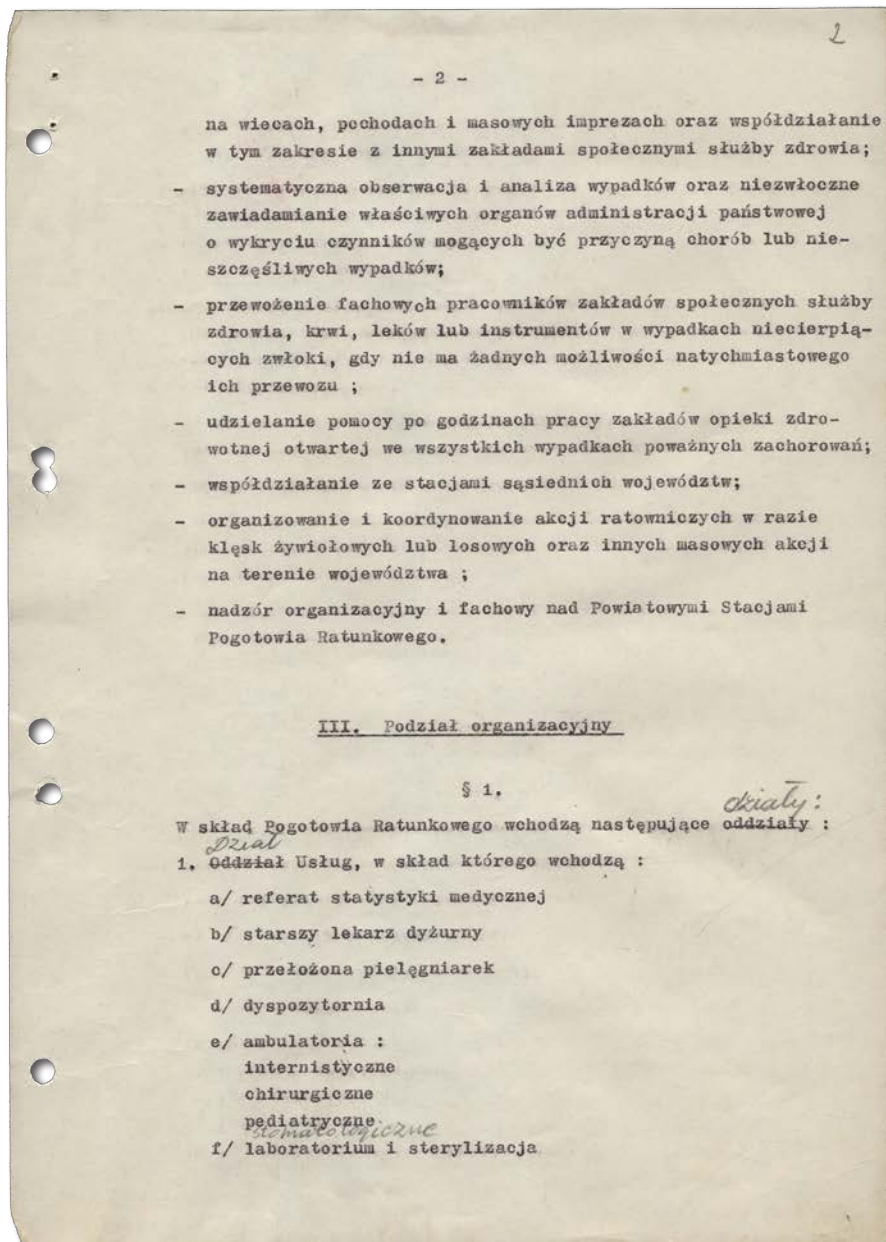 2
- 2 -
na wiecach, pochodach i masowych imprezach oraz współdziałanie
w tym zakresie z innymi zakładami społecznymi służby zdrowia;
- systematyczna obserwacja i analiza wypadków oraz niezwłoczne
zawiadamianie właściwych organów administracji państwowej
o wykryciu czynników mogących być przyczyną chorób lub nie-
szczęśliwych wypadków;
- przewożenie fachowych pracowników zakładów społecznych służby
zdrowia, krwi, leków lub instrumentów w wypadkach niecierpią-
cych zwłoki, gdy nie ma żadnych możliwości natychmiastowego
ich przewozu ;
- udzielanie pomocy po godzinach pracy zakładów opieki zdro-
wotnej otwartej we wszystkich wypadkach poważnych zachorowań;
- współdziałanie ze stacjami sąsiednich województw;
- organizowanie i koordynowanie akcji ratowniczych w razie
klęsk żywiołowych lub losowych oraz innych masowych akcji
na terenie województwa ;
- nadzór organizacyjny i fachowy nad Powiatowymi Stacjami
Pogotowia Ratunkowego.
III. Podział organizacyjny
§ 1.
działy:
W skład Pogotowia Ratunkowego wchodzą następujące oddziały :
Dział
1. Oddział Usług, w skład którego wchodzą :
a/ referat statystyki medycznej
b/ starszy lekarz dyżurny
c/ przełożona pielęgniarek
d/ dyspozytornia
e/ ambulatoria :
internistyczne
chirurgiczne
pediatryczne
stomatologiczne
f/ laboratorium i sterylizacja